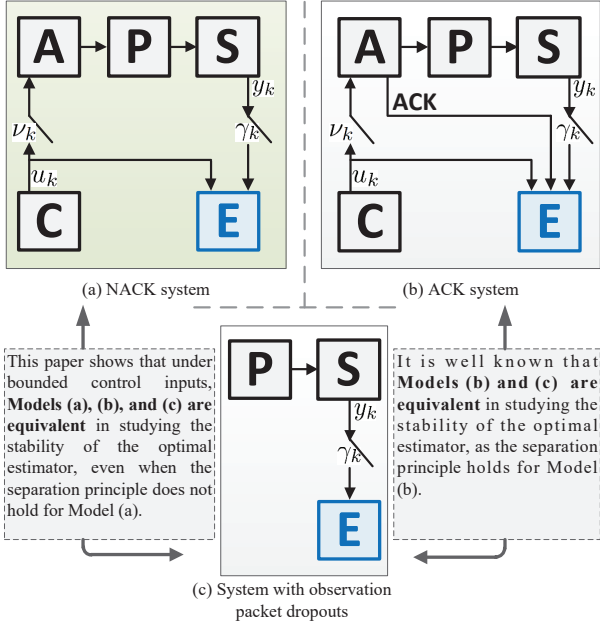 A P S
y_k
ν_k
γ_k
u_k
C E
(a) NACK system
A P S
ACK
y_k
ν_k
γ_k
u_k
C E
(b) ACK system
This paper shows that under
bounded control inputs,
Models (a), (b), and (c) are
equivalent in studying the
stability of the optimal
estimator, even when the
separation principle does not
hold for Model (a).
P S
y_k
γ_k
E
It is well known that
Models (b) and (c) are
equivalent in studying the
stability of the optimal
estimator, as the separation
principle holds for Model
(b).
(c) System with observation
packet dropouts